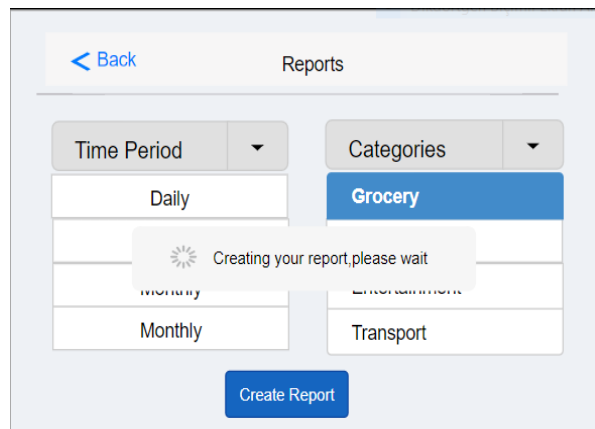 Back
Reports
Time Period
Categories
Daily
Grocery
Creating your report,please wait
Monthly
Entertainment
Monthly
Transport
Create Report